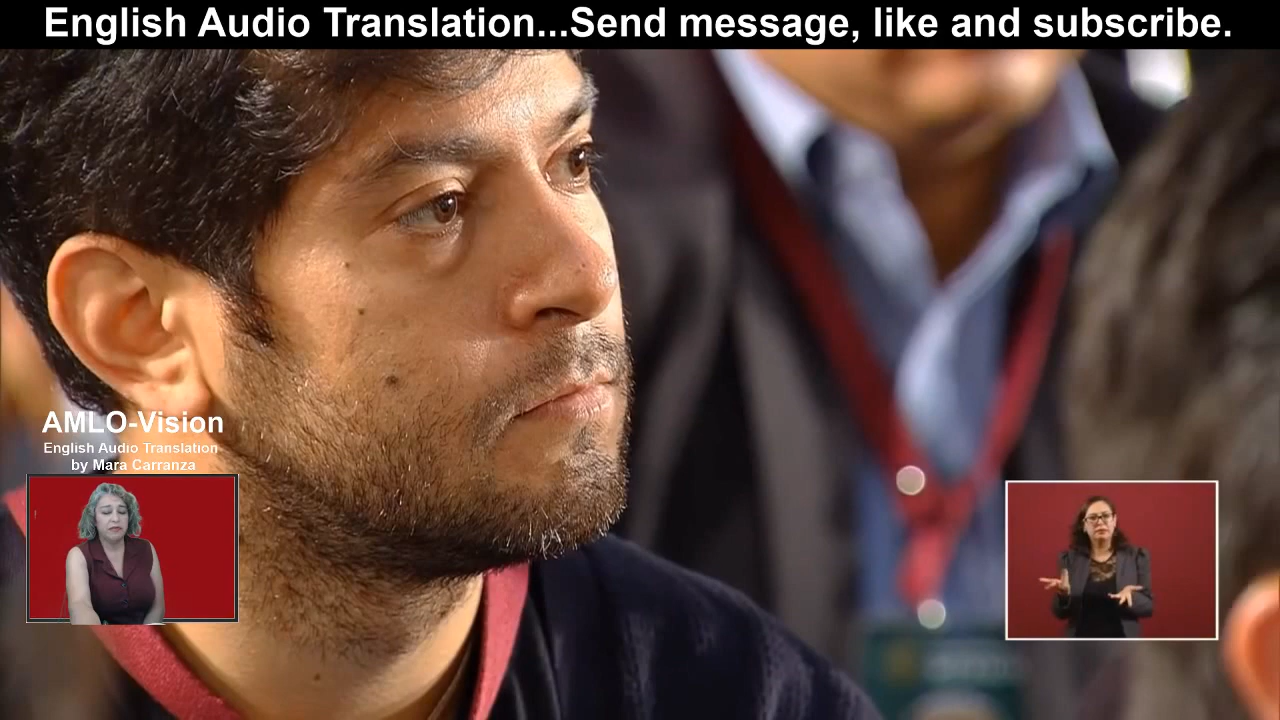 English Audio Translation...Send message, like and subscribe.
AMLO-Vision
English Audio Translation
by Mara Carranza